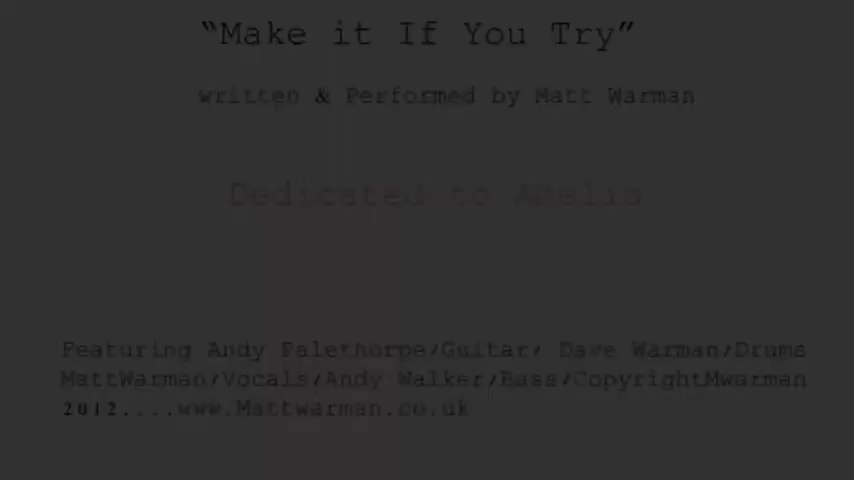 “Make it If You Try”
written & Performed by Matt Warman
Dedicated to Amelia
Featuring Andy Palethorpe/Guitar/ Dave Warman/Drums
MattWarman/Vocals/Andy Walker/Bass/CopyrightMwarman
2012....www.Mattwarman.co.uk